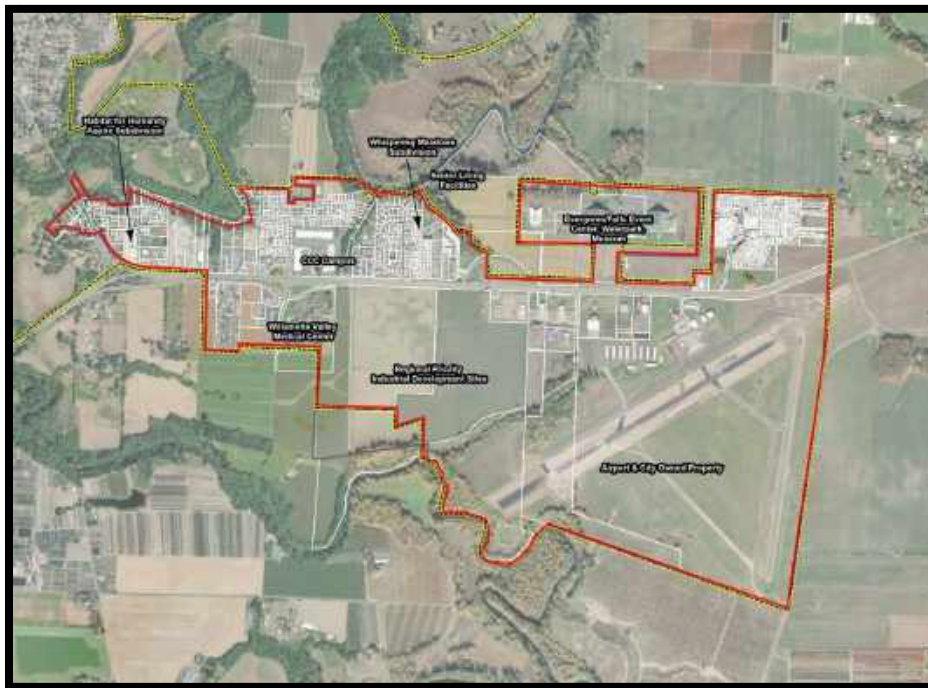 Habitat for Humanity
Aspire Subdivision
Whispering Meadows
Subdivision
Senior Living
Facilities
Evergreen/Falls Event
Center, Waterpark,
Museum
CCC Campus
Willamette Valley
Medical Center
Regional Priority
Industrial Development Sites
Airport & City Owned Property